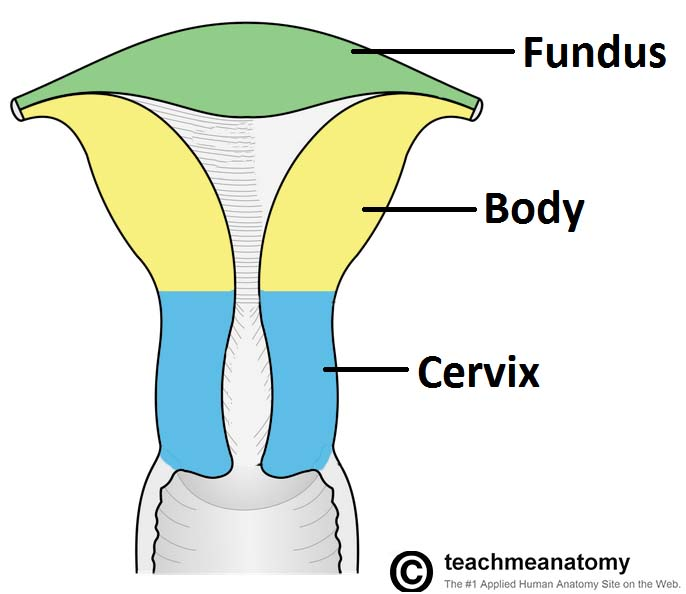 Fundus
Body
Cervix
© teachmeanatomy
The #1 Applied Human Anatomy Site on the Web.